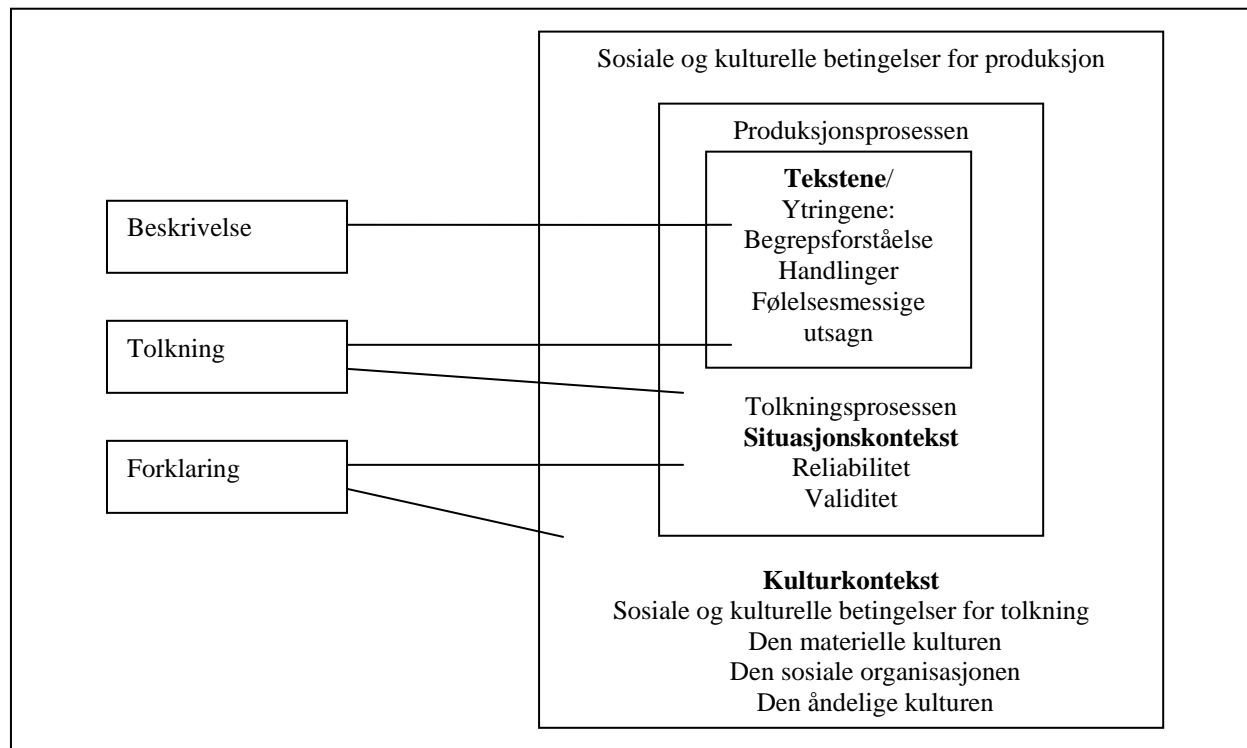 Sosiale og kulturelle betingelser for produksjon
Produksjonsprosessen
Tekstene/
Ytringene:
Begrepsforståelse
Handlinger
Følelsesmessige
utsagn
Beskrivelse
Tolkning
Forklaring
Tolkningsprosessen
Situasjonskontekst
Reliabilitet
Validitet
Kulturkontekst
Sosiale og kulturelle betingelser for tolkning
Den materielle kulturen
Den sosiale organisasjonen
Den åndelige kulturen